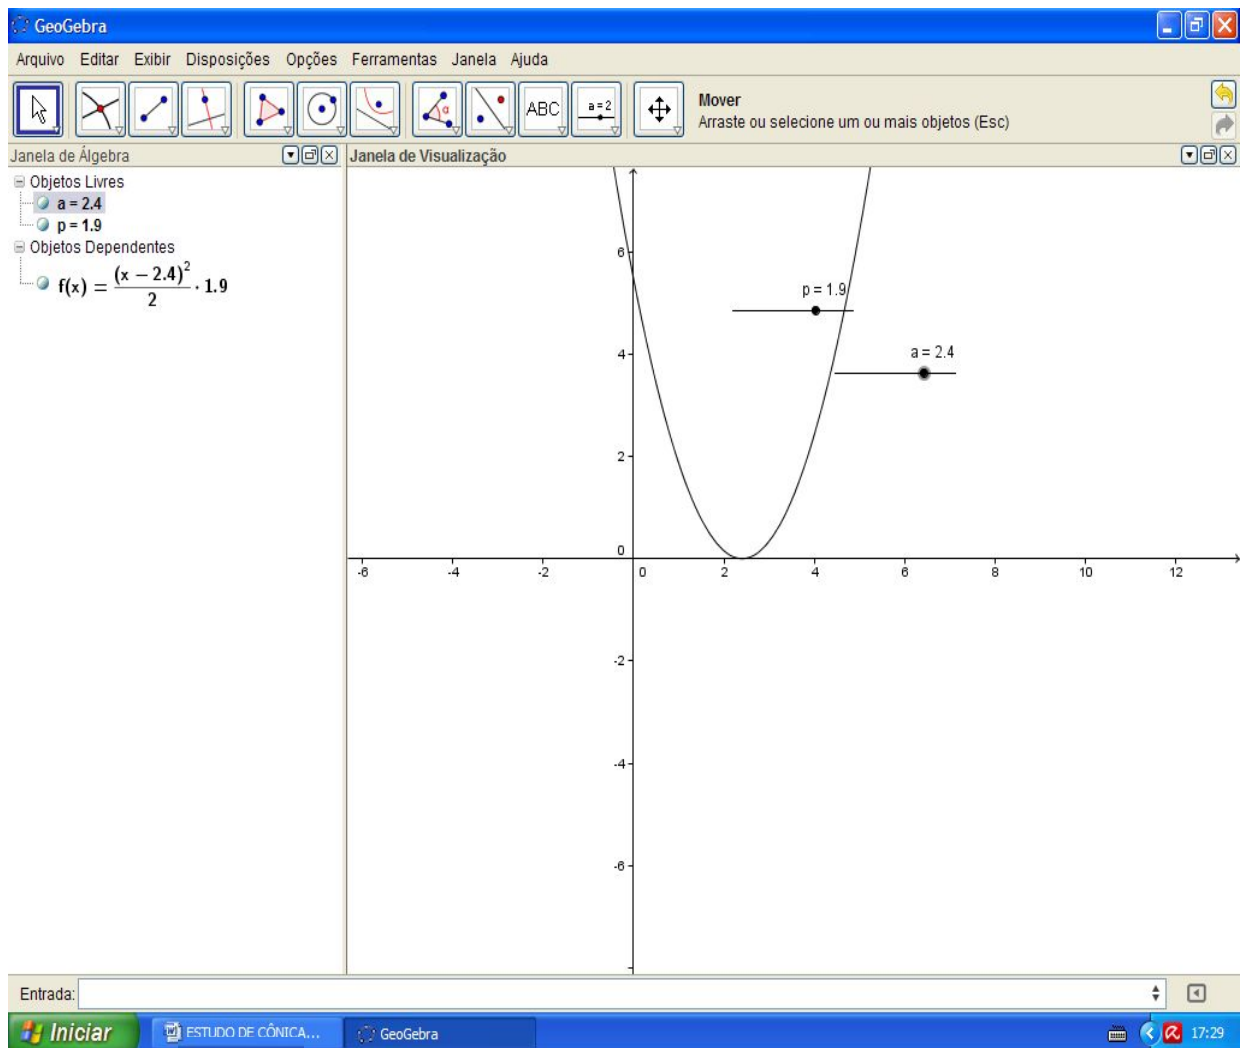 GeoGebra
Arquivo Editar Exibir Disposições Opções Ferramentas Janela Ajuda
ABC
a=2
Mover
Arraste ou selecione um ou mais objetos (Esc)
Janela de Álgebra
Janela de Visualização
Objetos Livres
a = 2.4
p = 1.9
Objetos Dependentes
f(x) = (x − 2.4)² / 2 · 1.9
p = 1.9
a = 2.4
6
4
2
0
-2
-4
-6
-6 -4 -2 0 2 4 6 8 10 12
Entrada:
Iniciar
ESTUDO DE CÔNICA...
GeoGebra
17:29